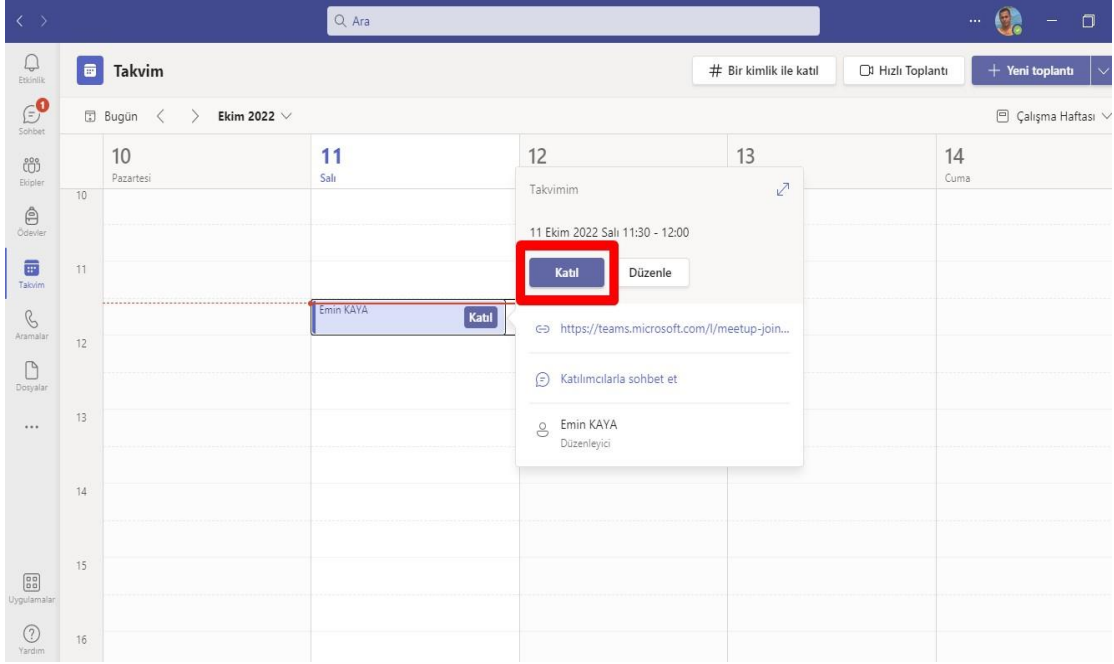 Ara
Etkinlik
1
Sohbet
Ekipler
Ödevler
Takvim
Aramalar
Dosyalar
Uygulamalar
Yardım
Takvim
# Bir kimlik ile katıl
Hızlı Toplantı
+ Yeni toplantı
Bugün
Ekim 2022
Çalışma Haftası
10
Pazartesi
11
Salı
12
13
14
Cuma
10
11
12
13
14
15
16
Emin KAYA
Katıl
Takvimim
11 Ekim 2022 Salı 11:30 - 12:00
Katıl
Düzenle
https://teams.microsoft.com/l/meetup-join...
Katılımcılarla sohbet et
Emin KAYA
Düzenleyici